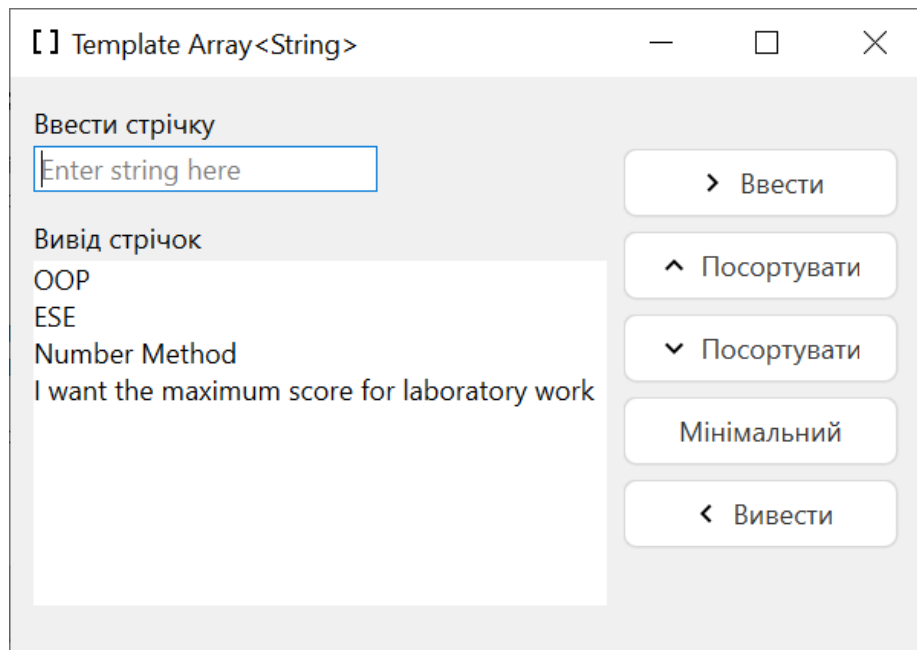 [] Template Array<String>
Ввести стрічку
Enter string here
Вивід стрічок
OOP
ESE
Number Method
I want the maximum score for laboratory work
Ввести
Посортувати
Посортувати
Мінімальний
Вивести